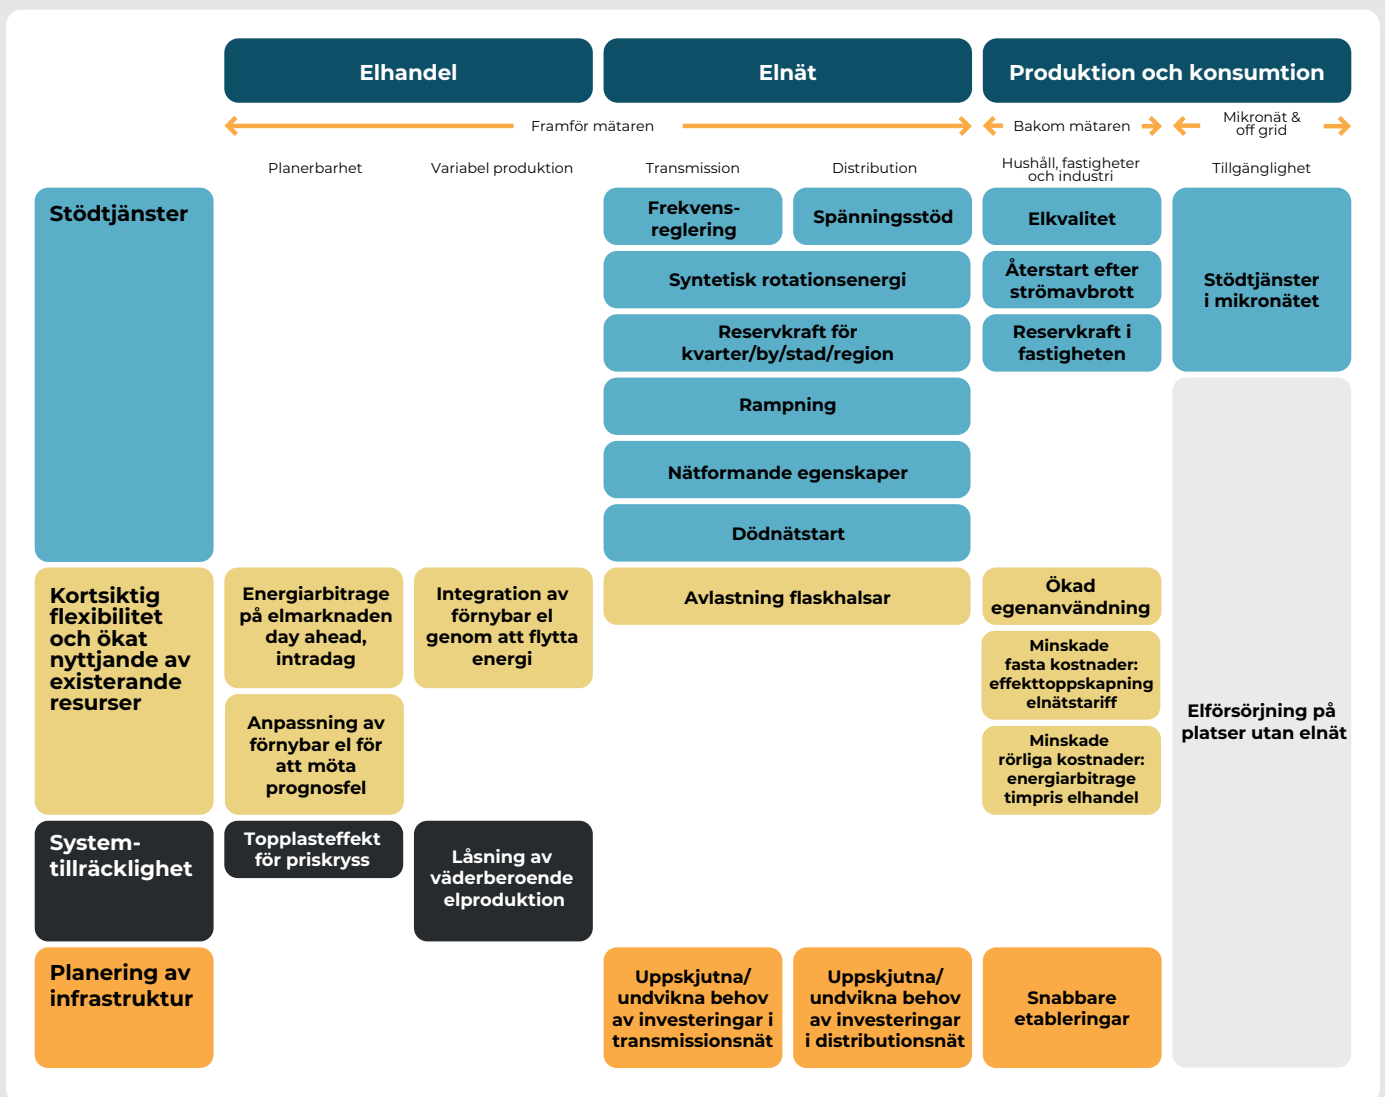 Elhandel
Elnät
Produktion och konsumtion
Framför mätaren
Bakom mätaren
Mikronät &
off grid
Planerbarhet
Variabel produktion
Transmission
Distribution
Hushåll, fastigheter
och industri
Tillgänglighet
Stödtjänster
Frekvens-
reglering
Spänningsstöd
Elkvalitet
Syntetisk rotationsenergi
Återstart efter
strömavbrott
Stödtjänster
i mikronätet
Reservkraft för
kvarter/by/stad/region
Reservkraft i
fastigheten
Rampning
Nätformande egenskaper
Dödnätstart
Kortsiktig
flexibilitet
och ökat
nyttjande av
existerande
resurser
Energiarbitrage
på elmarknaden
day ahead,
intradag
Integration av
förnybar el
genom att flytta
energi
Avlastning flaskhalsar
Ökad
egenanvändning
Minskade
fasta kostnader:
effekttoppskapning
elnätstariff
Anpassning av
förnybar el för
att möta
prognosfel
Minskade
rörliga kostnader:
energiarbitrage
timpris elhandel
Elförsörjning på
platser utan elnät
System-
tillräcklighet
Topplasteffekt
för priskryss
Låsning av
väderberoende
elproduktion
Planering av
infrastruktur
Uppskjutna/
undvikna behov
av investeringar i
transmissionsnät
Uppskjutna/
undvikna behov
av investeringar
i distributionsnät
Snabbare
etableringar